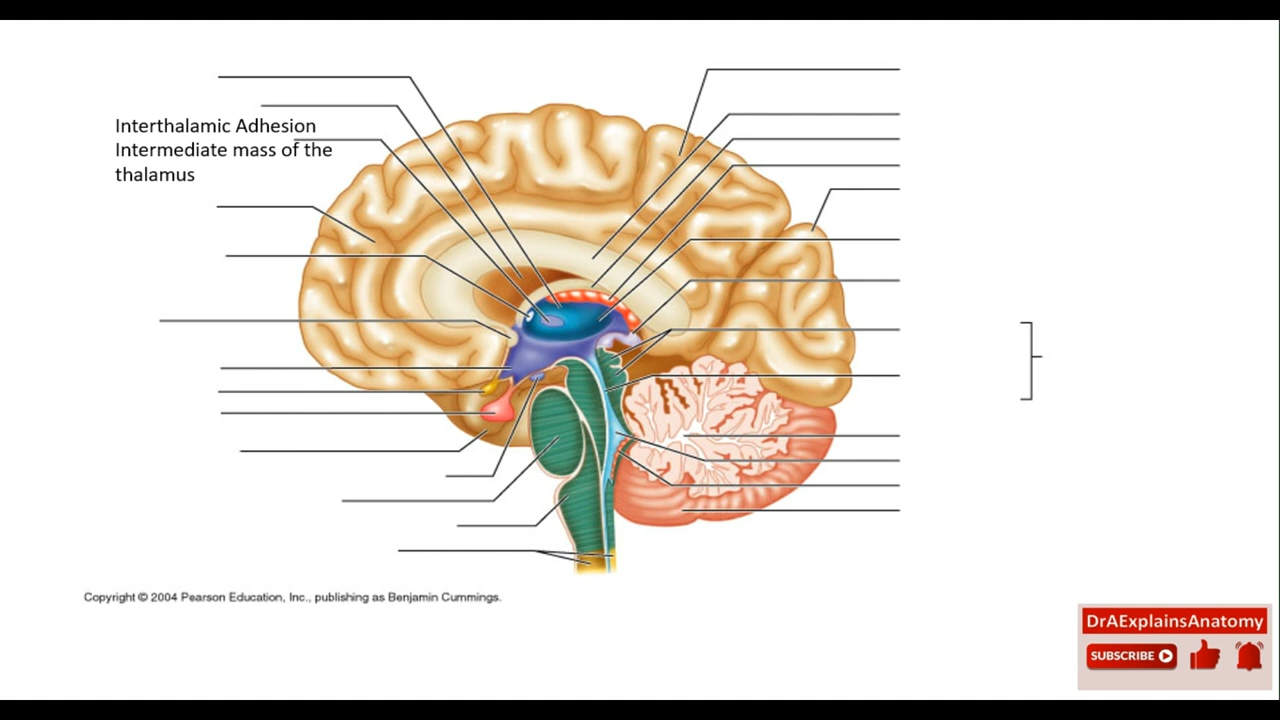 Interthalamic Adhesion
Intermediate mass of the
thalamus
Copyright © 2004 Pearson Education, Inc., publishing as Benjamin Cummings.
DrAExplainsAnatomy
SUBSCRIBE